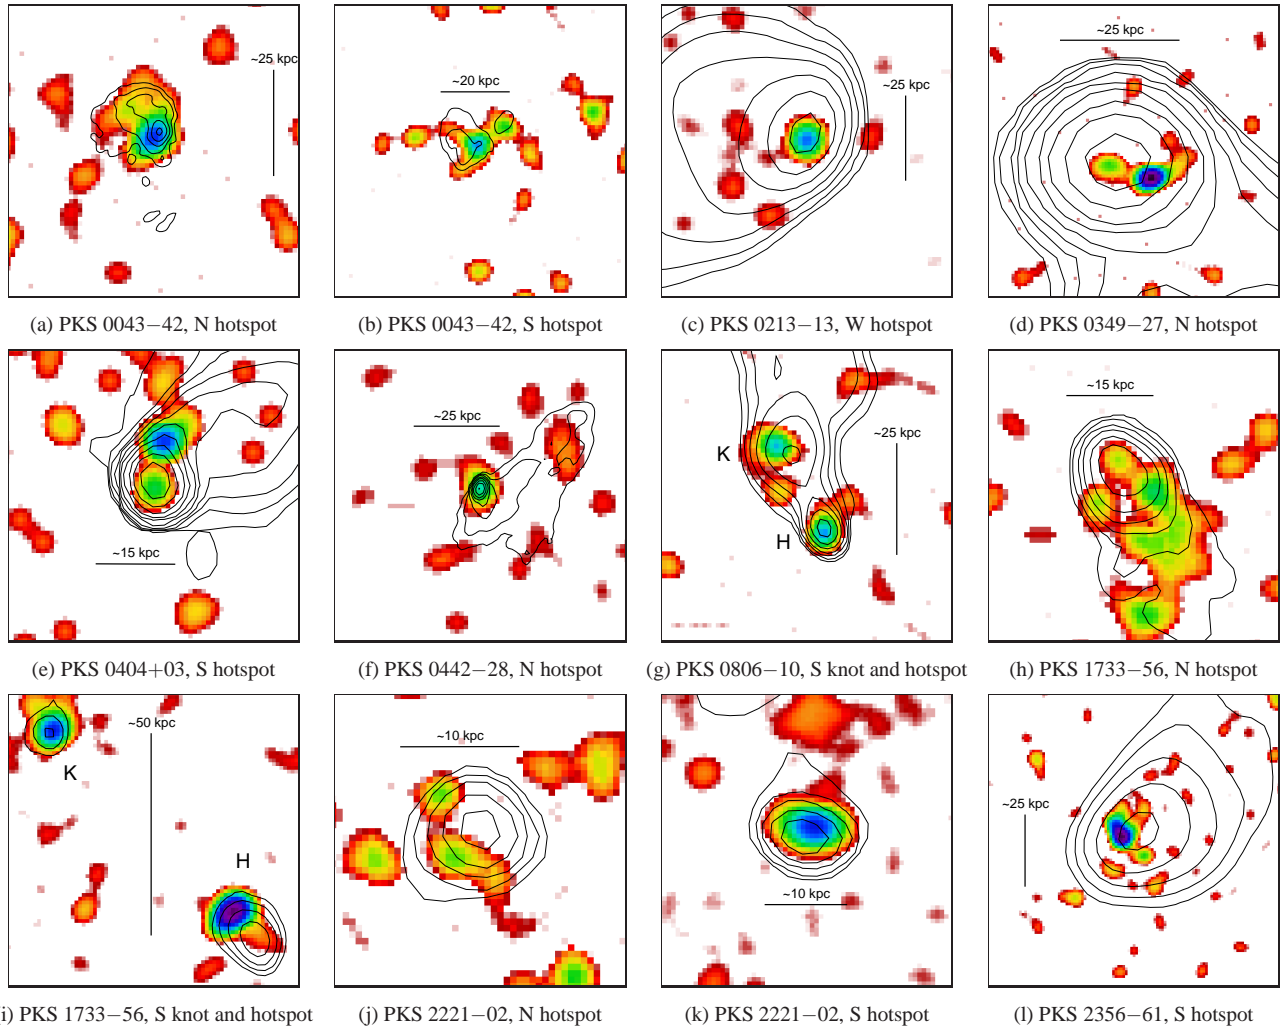 ~25 kpc
~20 kpc
~25 kpc
~25 kpc
(a) PKS 0043−42, N hotspot
(b) PKS 0043−42, S hotspot
(c) PKS 0213−13, W hotspot
(d) PKS 0349−27, N hotspot
~15 kpc
~25 kpc
K
H
~25 kpc
~15 kpc
(e) PKS 0404+03, S hotspot
(f) PKS 0442−28, N hotspot
(g) PKS 0806−10, S knot and hotspot
(h) PKS 1733−56, N hotspot
K
~50 kpc
H
~10 kpc
~10 kpc
~25 kpc
(i) PKS 1733−56, S knot and hotspot
(j) PKS 2221−02, N hotspot
(k) PKS 2221−02, S hotspot
(l) PKS 2356−61, S hotspot